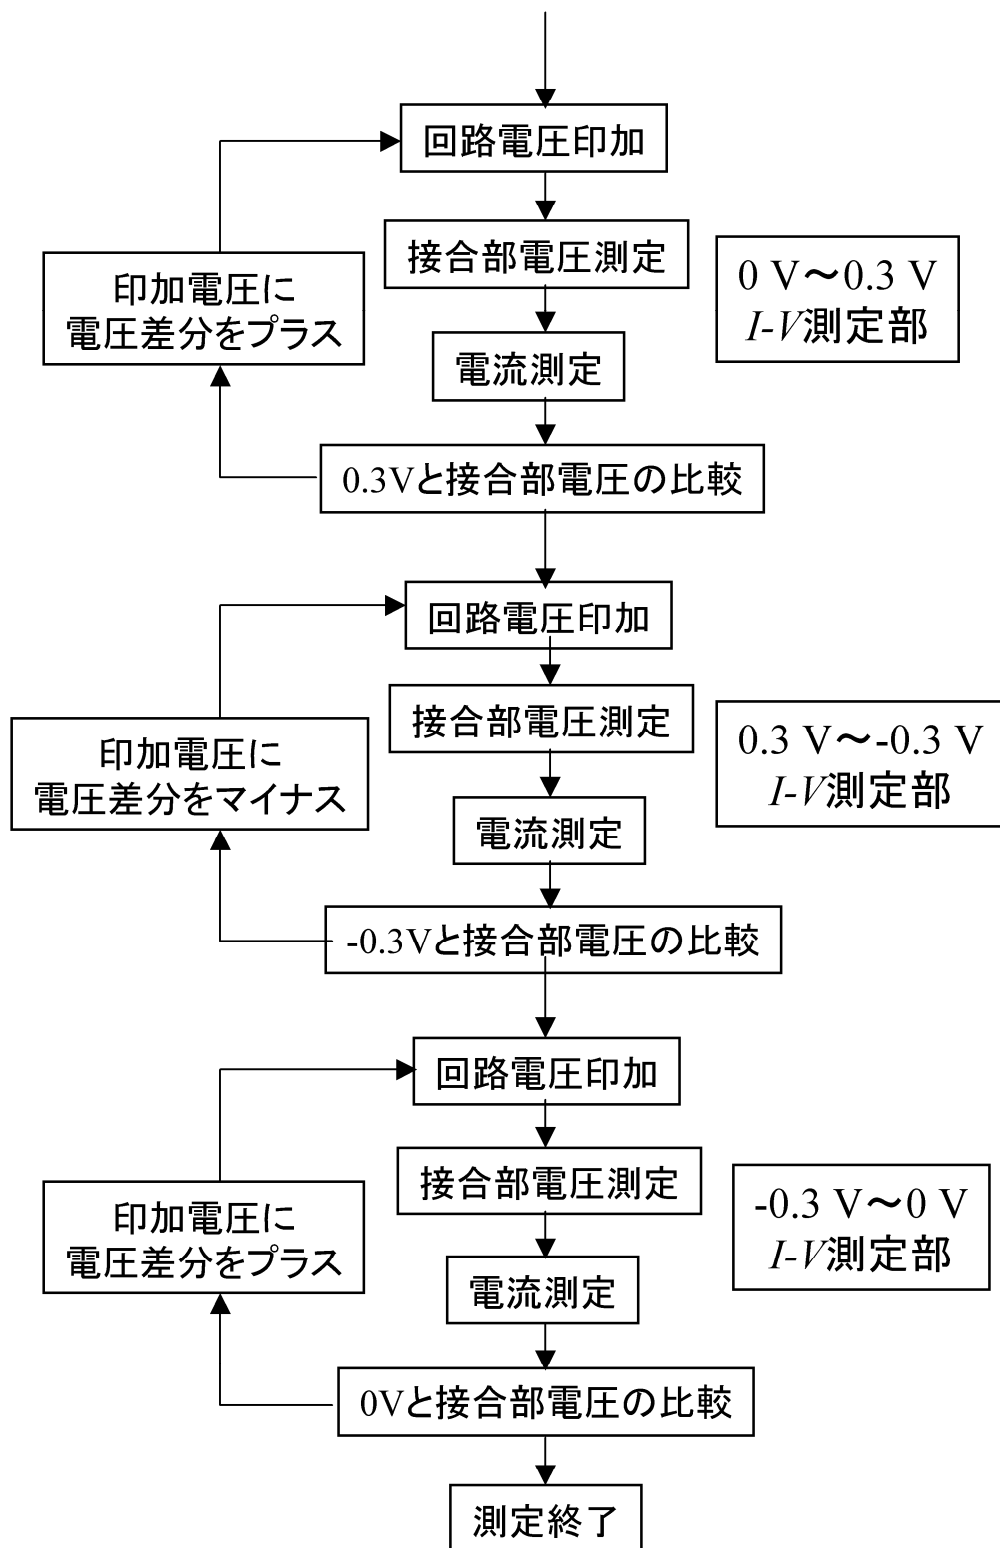 回路電圧印加
接合部電圧測定
0 V～0.3 V
I-V測定部
印加電圧に
電圧差分をプラス
電流測定
0.3Vと接合部電圧の比較
回路電圧印加
接合部電圧測定
0.3 V～-0.3 V
I-V測定部
印加電圧に
電圧差分をマイナス
電流測定
-0.3Vと接合部電圧の比較
回路電圧印加
接合部電圧測定
-0.3 V～0 V
I-V測定部
印加電圧に
電圧差分をプラス
電流測定
0Vと接合部電圧の比較
測定終了